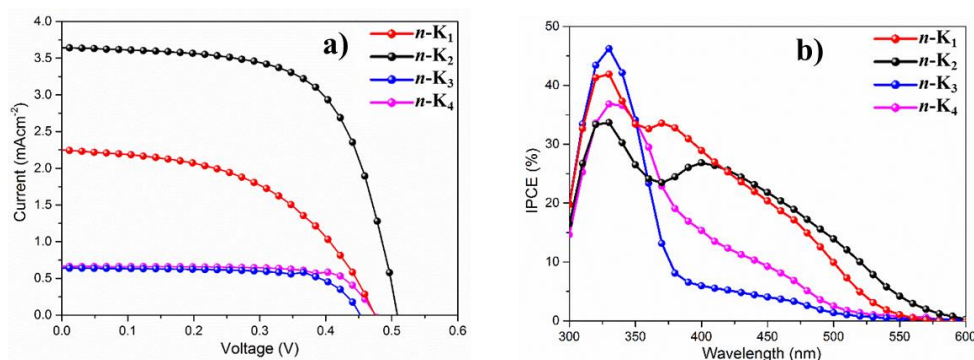 a)
n-K1
n-K2
n-K3
n-K4
Current (mAcm-2)
4.0
3.5
3.0
2.5
2.0
1.5
1.0
0.5
0.0
0.0 0.1 0.2 0.3 0.4 0.5 0.6
Voltage (V)
b)
n-K1
n-K2
n-K3
n-K4
IPCE (%)
50
40
30
20
10
0
300 350 400 450 500 550 600
Wavelength (nm)